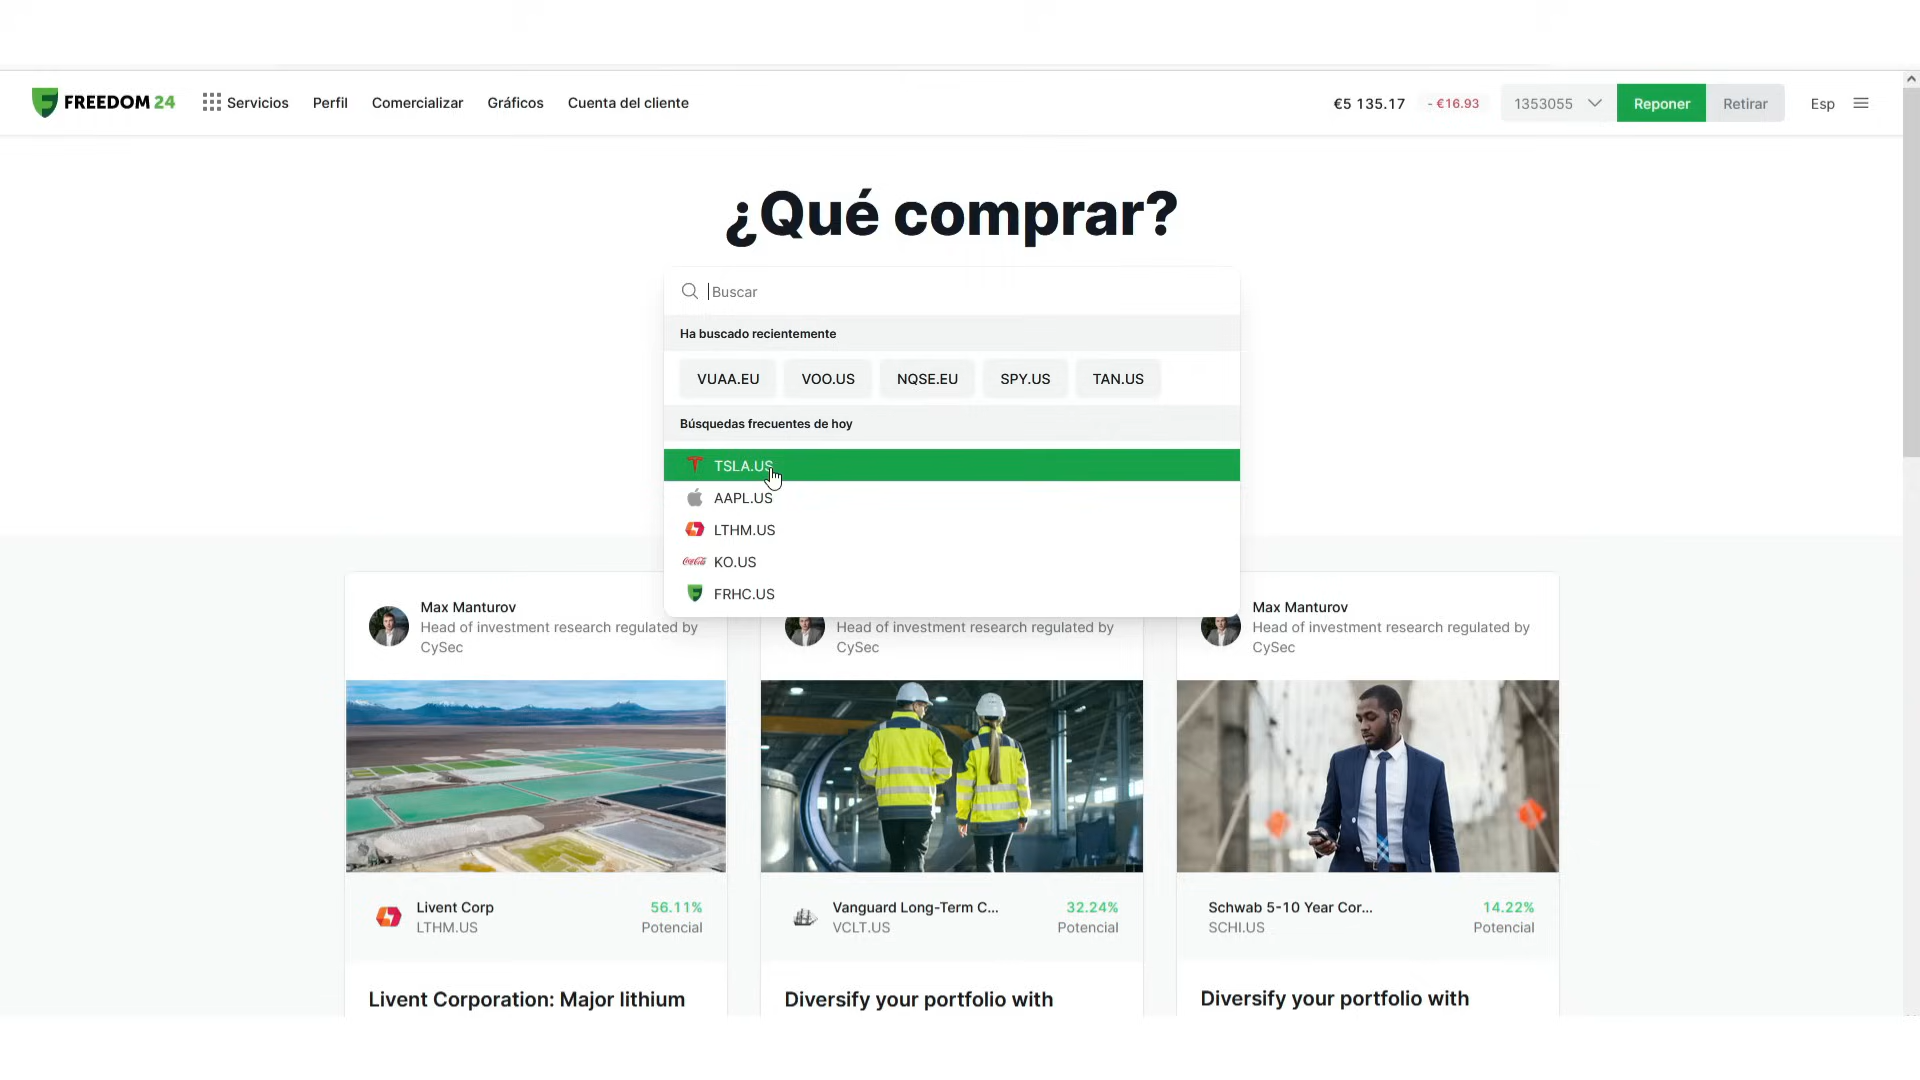 FREEDOM 24
Servicios
Perfil
Comercializar
Gráficos
Cuenta del cliente
€5 135.17
- €16.93
1353055
Reponer
Retirar
Esp
¿Qué comprar?
Buscar
Ha buscado recientemente
VUAA.EU
VOO.US
NQSE.EU
SPY.US
TAN.US
Búsquedas frecuentes de hoy
TSLA.US
AAPL.US
LTHM.US
Coca-Cola
KO.US
FRHC.US
Max Manturov
Head of investment research regulated by
CySec
Livent Corp
LTHM.US
56.11%
Potencial
Livent Corporation: Major lithium
Head of investment research regulated by
CySec
Vanguard Long-Term C...
VCLT.US
32.24%
Potencial
Diversify your portfolio with
Max Manturov
Head of investment research regulated by
CySec
Schwab 5-10 Year Cor...
SCHI.US
14.22%
Potencial
Diversify your portfolio with